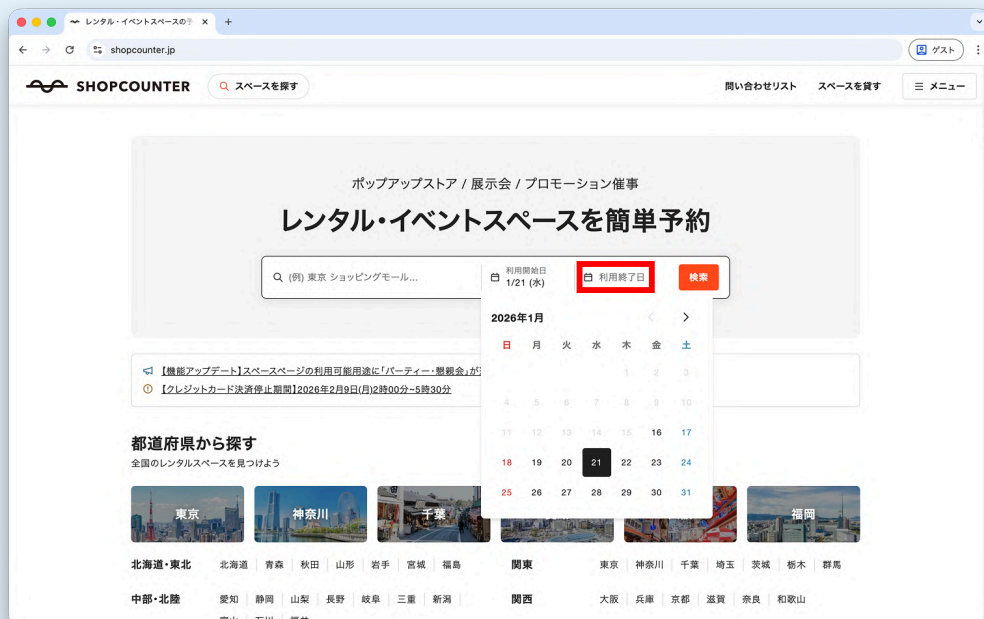 レンタル・イベントスペースの予
shopcounter.jp
ゲスト
SHOPCOUNTER
スペースを探す
問い合わせリスト
スペースを貸す
メニュー
ポップアップストア / 展示会 / プロモーション催事
レンタル・イベントスペースを簡単予約
(例) 東京 ショッピングモール...
利用開始日
1/21 (水)
利用終了日
検索
2026年1月
日 月 火 水 木 金 土
1 2 3
4 5 6 7 8 9 10
11 12 13 14 15 16 17
18 19 20 21 22 23 24
25 26 27 28 29 30 31
【機能アップデート】スペースページの利用可能用途に「パーティー・懇親会」が
【クレジットカード決済停止期間】2026年2月9日(月)2時00分~5時30分
都道府県から探す
全国のレンタルスペースを見つけよう
東京
神奈川
千葉
福岡
北海道・東北 北海道 青森 秋田 山形 岩手 宮城 福島
関東 東京 神奈川 千葉 埼玉 茨城 栃木 群馬
中部・北陸 愛知 静岡 山梨 長野 岐阜 三重 新潟
関西 大阪 兵庫 京都 滋賀 奈良 和歌山